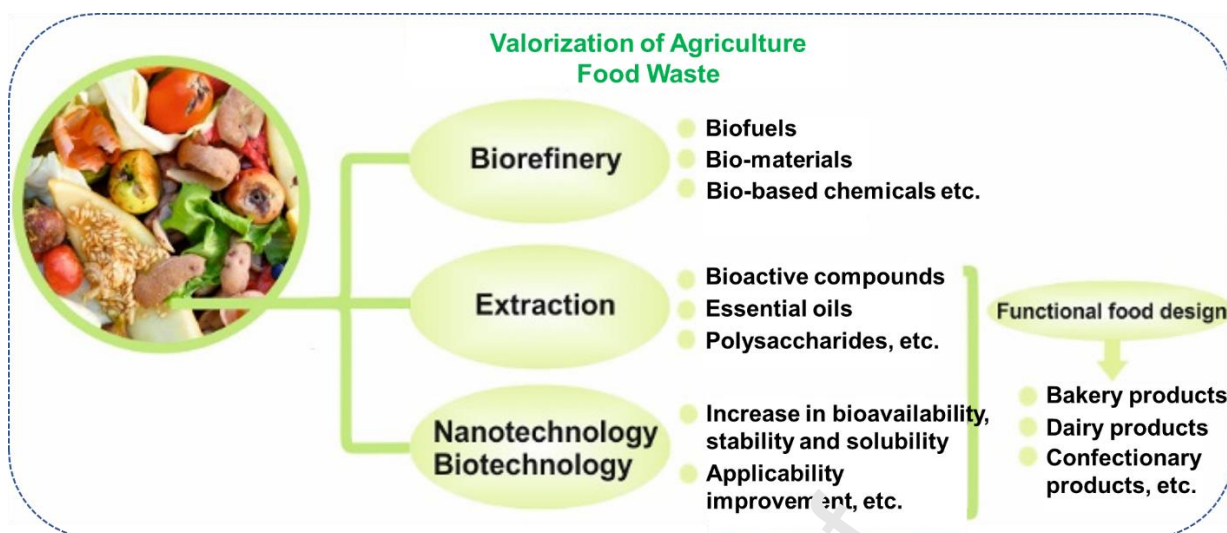 Valorization of Agriculture
Food Waste
Biorefinery
Biofuels
Bio-materials
Bio-based chemicals etc.
Extraction
Bioactive compounds
Essential oils
Polysaccharides, etc.
Nanotechnology
Biotechnology
Increase in bioavailability,
stability and solubility
Applicability
improvement, etc.
Functional food design
Bakery products
Dairy products
Confectionary
products, etc.